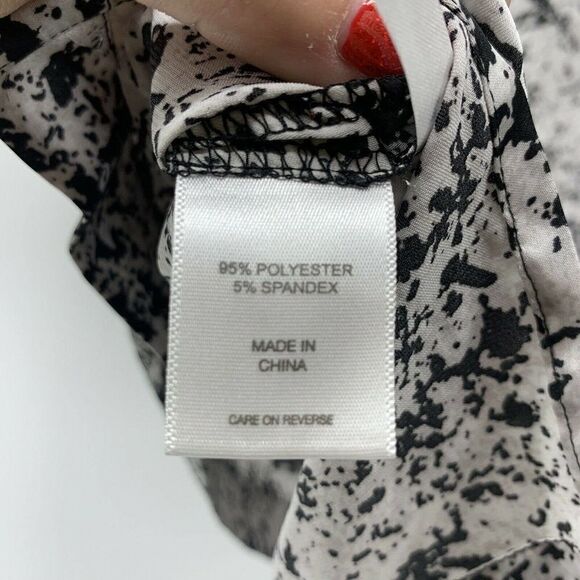 95% POLYESTER
5% SPANDEX
MADE IN
CHINA
CARE ON REVERSE